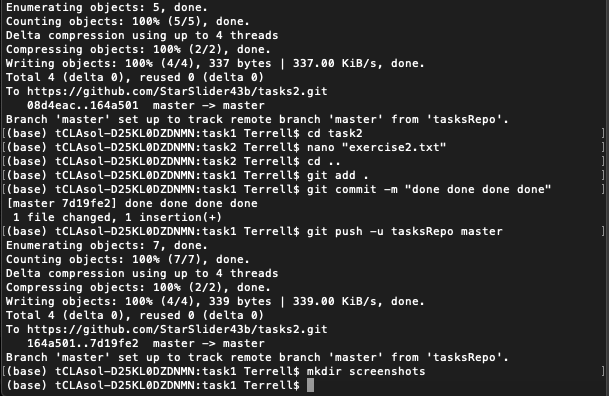 Enumerating objects: 5, done.
Counting objects: 100% (5/5), done.
Delta compression using up to 4 threads
Compressing objects: 100% (2/2), done.
Writing objects: 100% (4/4), 337 bytes | 337.00 KiB/s, done.
Total 4 (delta 0), reused 0 (delta 0)
To https://github.com/StarSlider43b/tasks2.git
   08d4eac..164a501  master -> master
Branch 'master' set up to track remote branch 'master' from 'tasksRepo'.
[(base) tCLAsol-D25KL0DZDNMN:task1 Terrell$ cd task2 ]
[(base) tCLAsol-D25KL0DZDNMN:task2 Terrell$ nano "exercise2.txt" ]
[(base) tCLAsol-D25KL0DZDNMN:task2 Terrell$ cd .. ]
[(base) tCLAsol-D25KL0DZDNMN:task1 Terrell$ git add . ]
[(base) tCLAsol-D25KL0DZDNMN:task1 Terrell$ git commit -m "done done done done" ]
[master 7d19fe2] done done done done
 1 file changed, 1 insertion(+)
[(base) tCLAsol-D25KL0DZDNMN:task1 Terrell$ git push -u tasksRepo master ]
Enumerating objects: 7, done.
Counting objects: 100% (7/7), done.
Delta compression using up to 4 threads
Compressing objects: 100% (2/2), done.
Writing objects: 100% (4/4), 339 bytes | 339.00 KiB/s, done.
Total 4 (delta 0), reused 0 (delta 0)
To https://github.com/StarSlider43b/tasks2.git
   164a501..7d19fe2  master -> master
Branch 'master' set up to track remote branch 'master' from 'tasksRepo'.
[(base) tCLAsol-D25KL0DZDNMN:task1 Terrell$ mkdir screenshots ]
(base) tCLAsol-D25KL0DZDNMN:task1 Terrell$